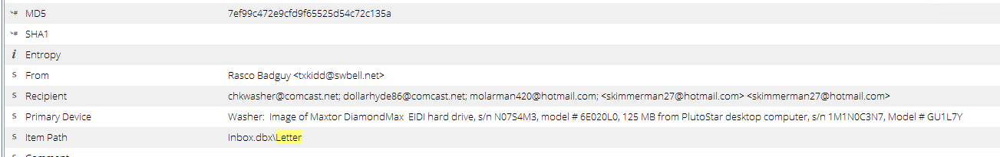 MD5 7ef99c472e9cfd9f65525d54c72c135a
SHA1
Entropy
From Rasco Badguy <txkidd@swbell.net>
Recipient chkwasher@comcast.net; dollarhyde86@comcast.net; molarman420@hotmail.com; <skimmerman27@hotmail.com> <skimmerman27@hotmail.com>
Primary Device Washer:  Image of Maxtor DiamondMax  EIDI hard drive, s/n N07S4M3, model # 6E020L0, 125 MB from PlutoStar desktop computer, s/n 1M1N0C3N7, Model # GU1L7Y
Item Path Inbox.dbx\Letter